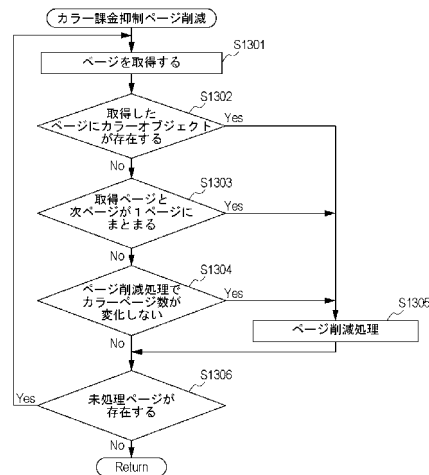 カラー課金抑制ページ削減
S1301
ページを取得する
S1302
取得した
ページにカラーオブジェクト
が存在する
Yes
No
S1303
取得ページと
次ページが1ページに
まとまる
Yes
No
S1304
ページ削減処理で
カラーページ数が
変化しない
Yes
No
S1305
ページ削減処理
S1306
未処理ページが
存在する
Yes
No
Return